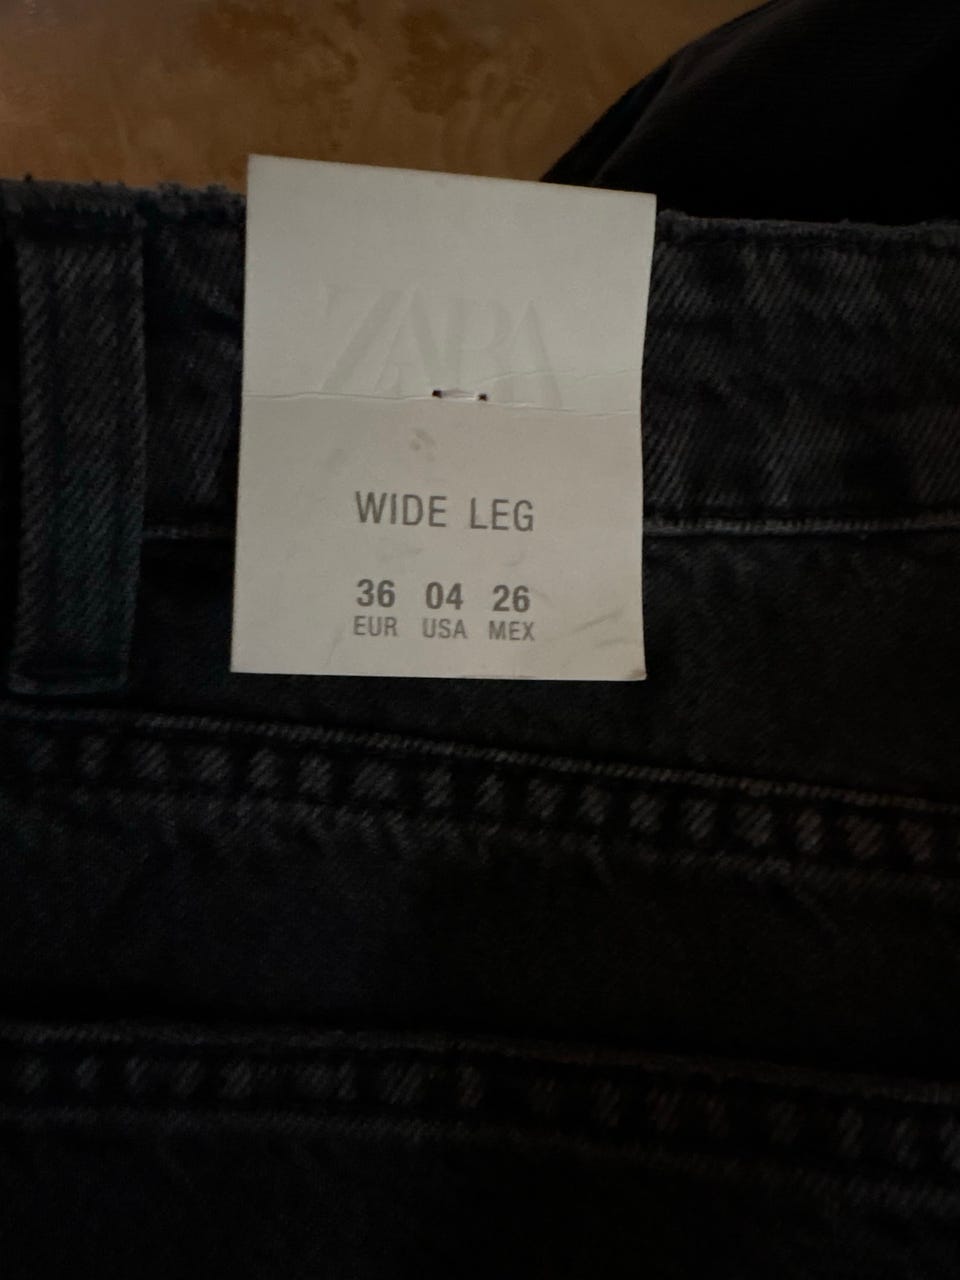 ZARA
WIDE LEG
36 04 26
EUR USA MEX